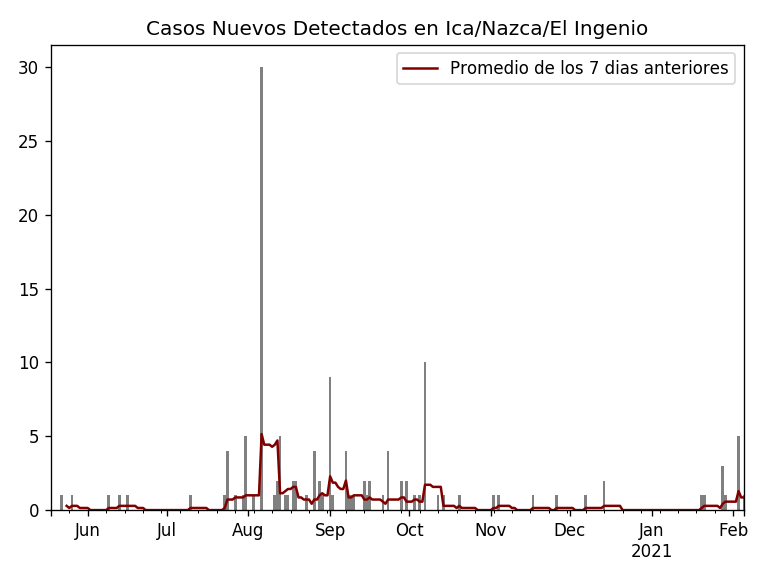 Casos Nuevos Detectados en Ica/Nazca/El Ingenio
Promedio de los 7 dias anteriores
30
25
20
15
10
5
0
Jun Jul Aug Sep Oct Nov Dec Jan Feb
2021